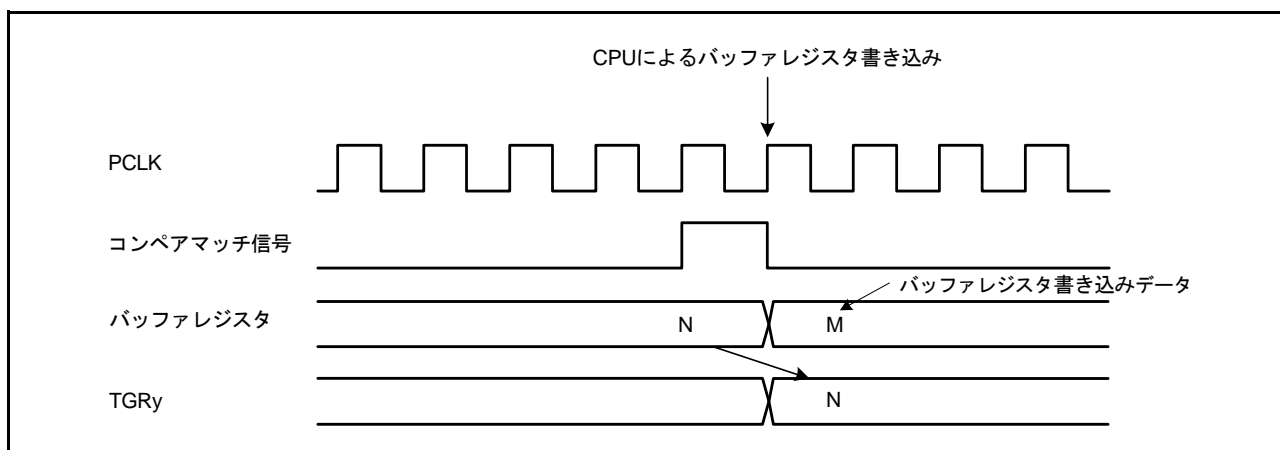 CPUによるバッファレジスタ書き込み
PCLK
コンペアマッチ信号
バッファレジスタ書き込みデータ
バッファレジスタ
N
M
TGRy
N